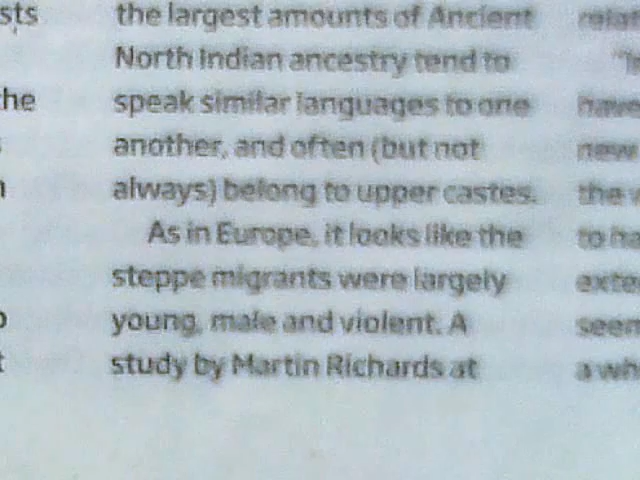 sts
the
the largest amounts of Ancient
North Indian ancestry tend to
speak similar languages to one
another, and often (but not
always) belong to upper castes.
As in Europe, it looks like the
steppe migrants were largely
young, male and violent. A
study by Martin Richards at
new